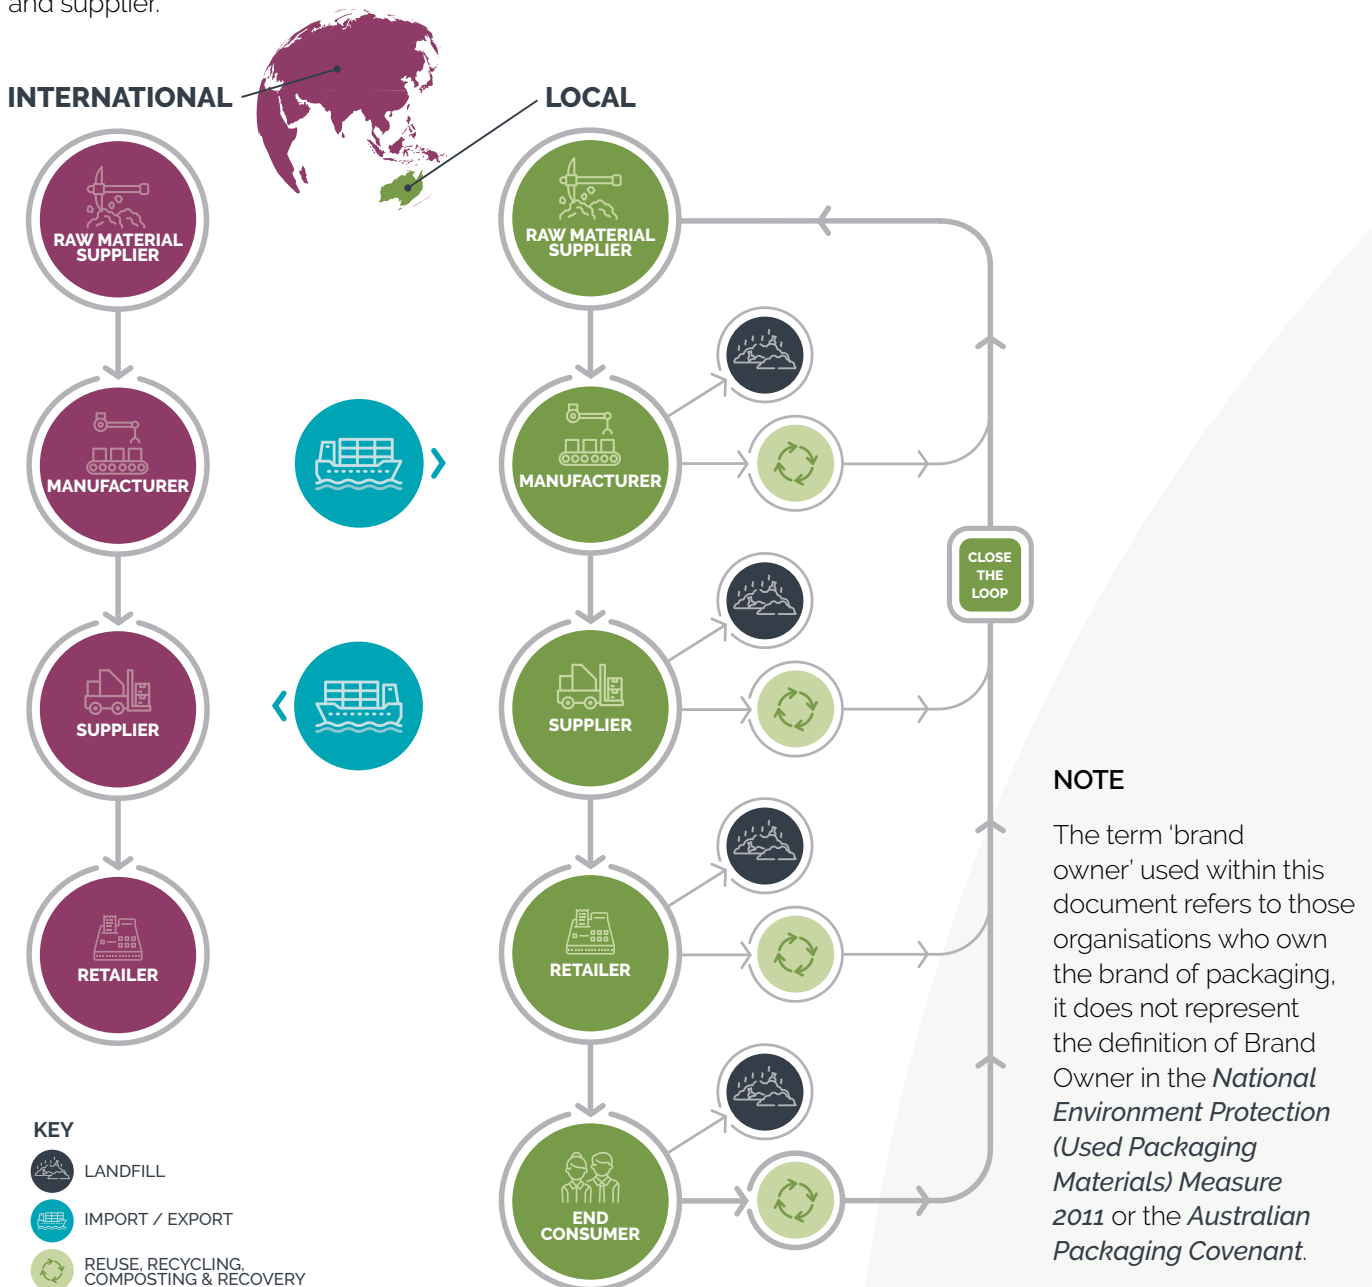 and supplier.
INTERNATIONAL
LOCAL
RAW MATERIAL
SUPPLIER
MANUFACTURER
SUPPLIER
RETAILER
RAW MATERIAL
SUPPLIER
MANUFACTURER
SUPPLIER
RETAILER
END
CONSUMER
CLOSE
THE
LOOP
KEY
LANDFILL
IMPORT / EXPORT
REUSE, RECYCLING,
COMPOSTING & RECOVERY
NOTE
The term ‘brand
owner’ used within this
document refers to those
organisations who own
the brand of packaging,
it does not represent
the definition of Brand
Owner in the National
Environment Protection
(Used Packaging
Materials) Measure
2011 or the Australian
Packaging Covenant.